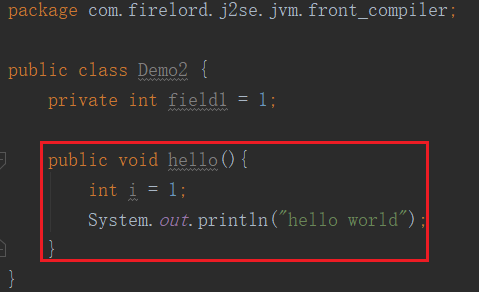 package com.firelord.j2se.jvm.front_compiler;
public class Demo2 {
private int field1 = 1;
public void hello(){
int i = 1;
System.out.println("hello world");
}
}